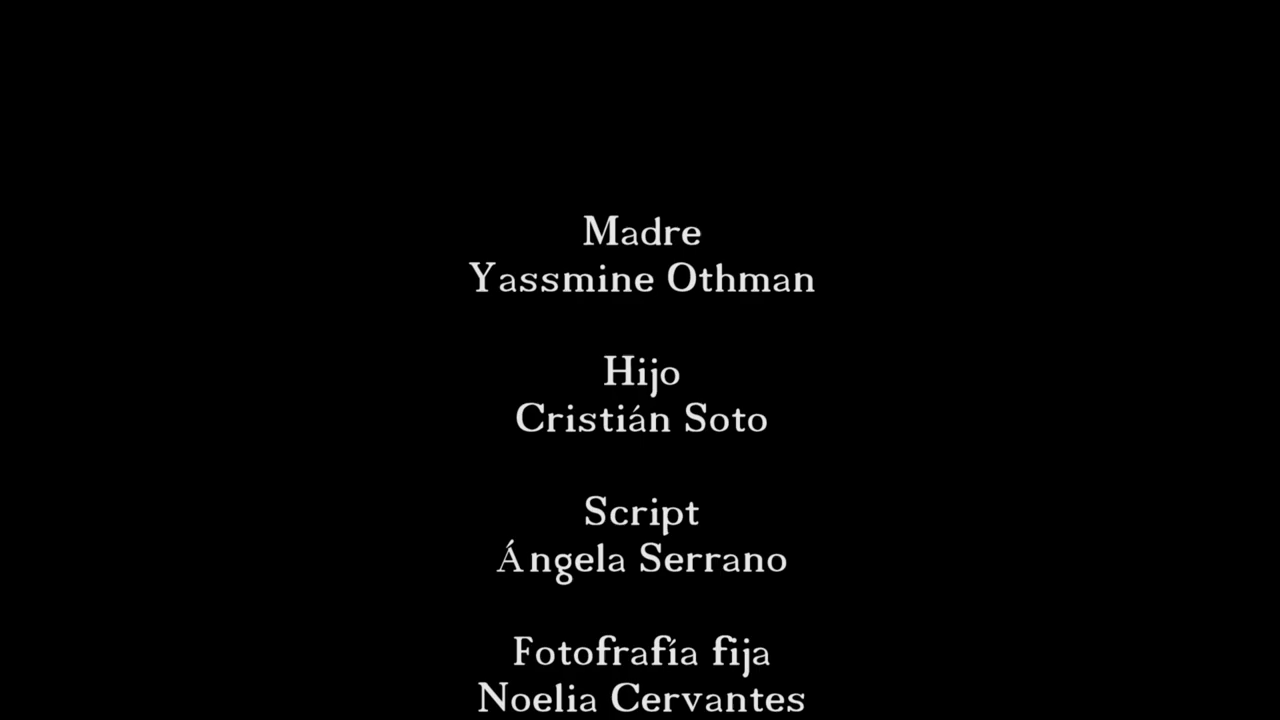 Madre
Yassmine Othman
Hijo
Cristián Soto
Script
Ángela Serrano
Fotofrafía fija
Noelia Cervantes